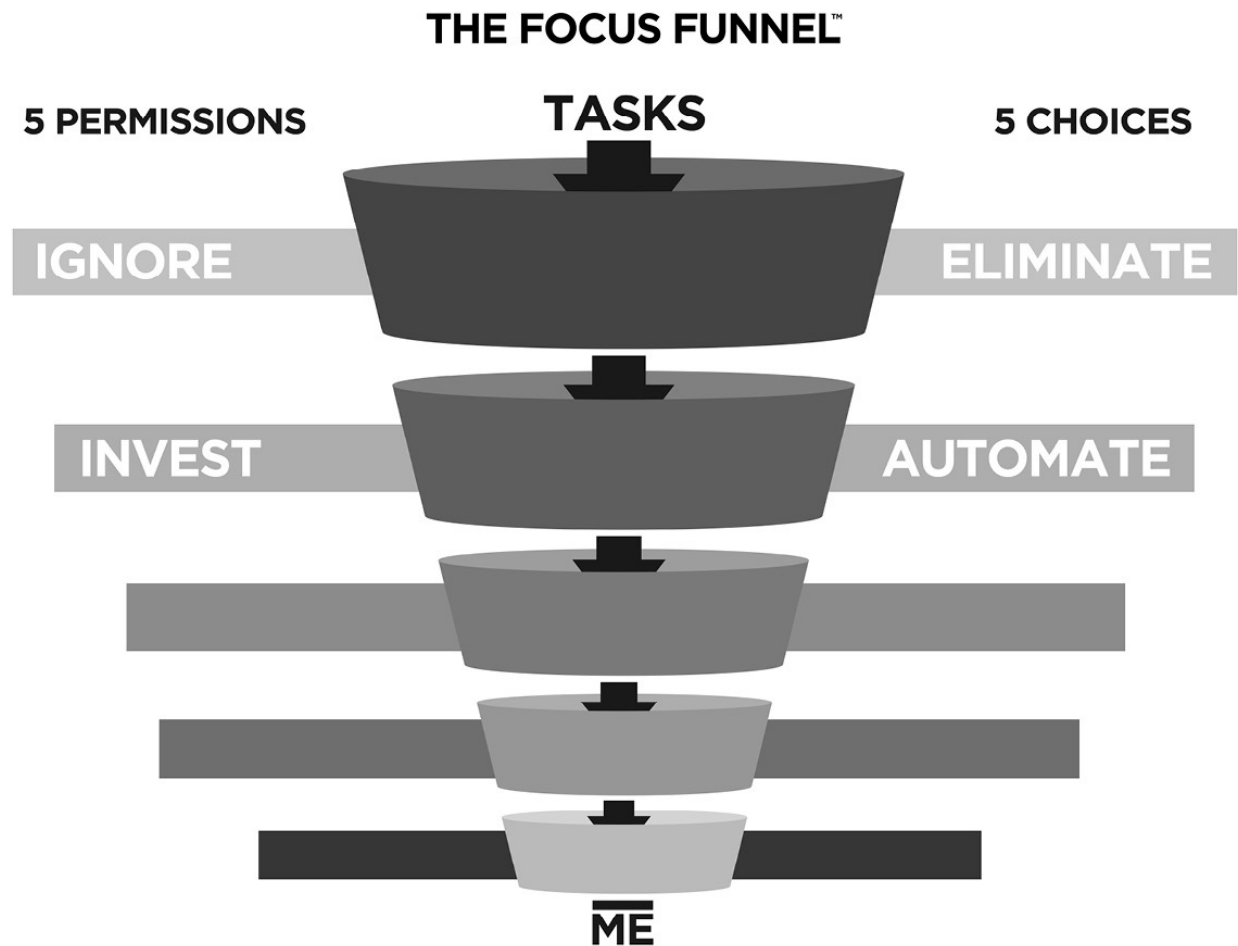 THE FOCUS FUNNEL™
5 PERMISSIONS
TASKS
5 CHOICES
IGNORE
ELIMINATE
INVEST
AUTOMATE
ME